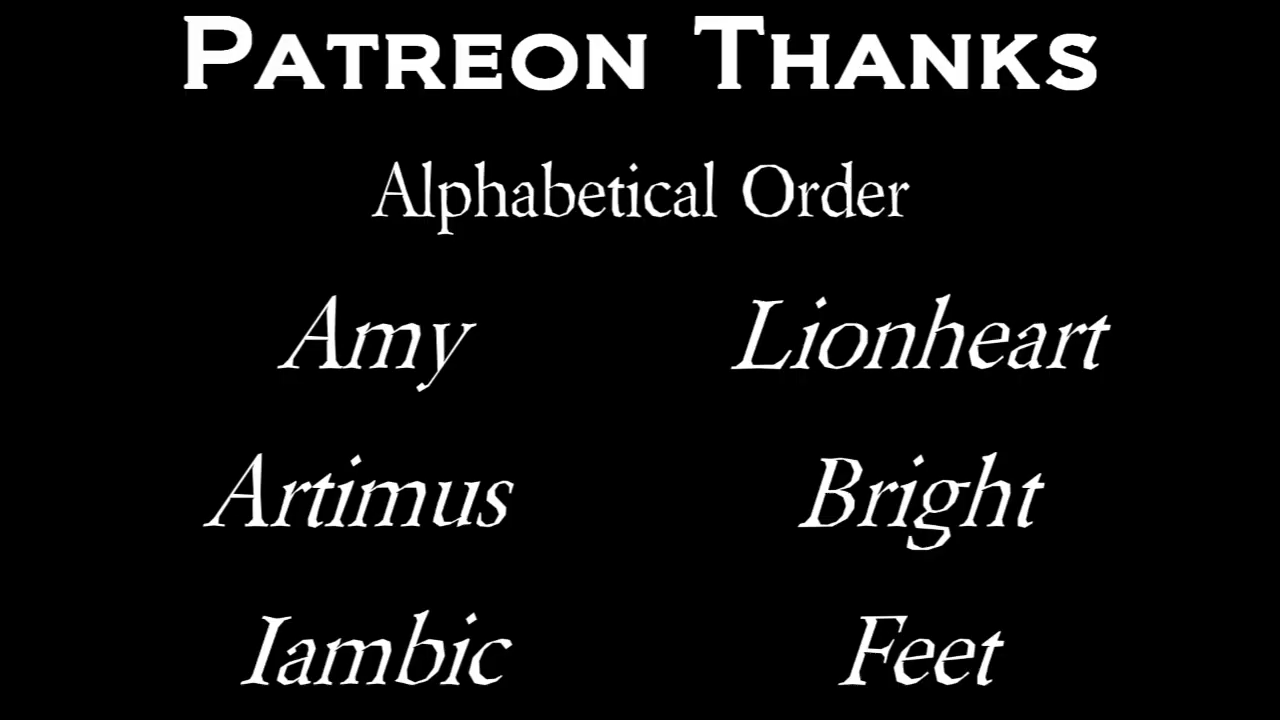 Patreon Thanks
Alphabetical Order
Amy Lionheart
Artimus Bright
Iambic Feet